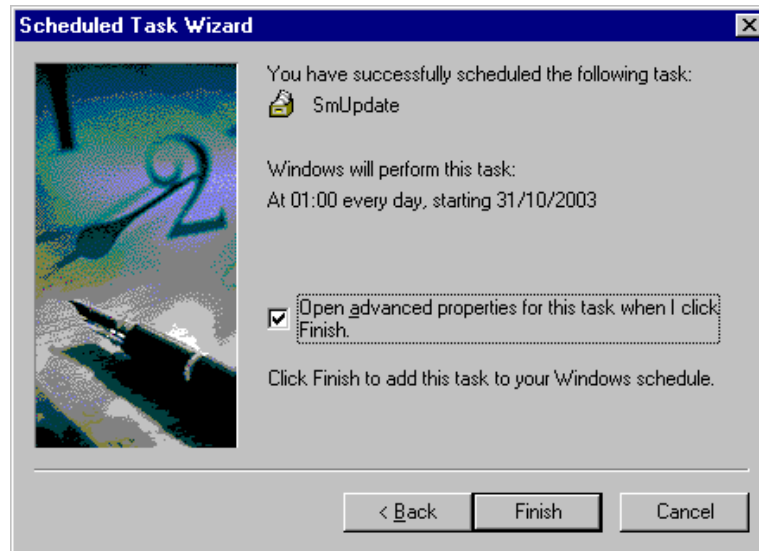 Scheduled Task Wizard
You have successfully scheduled the following task:
SmUpdate
Windows will perform this task:
At 01:00 every day, starting 31/10/2003
Open advanced properties for this task when I click
Finish.
Click Finish to add this task to your Windows schedule.
< Back
Finish
Cancel
2